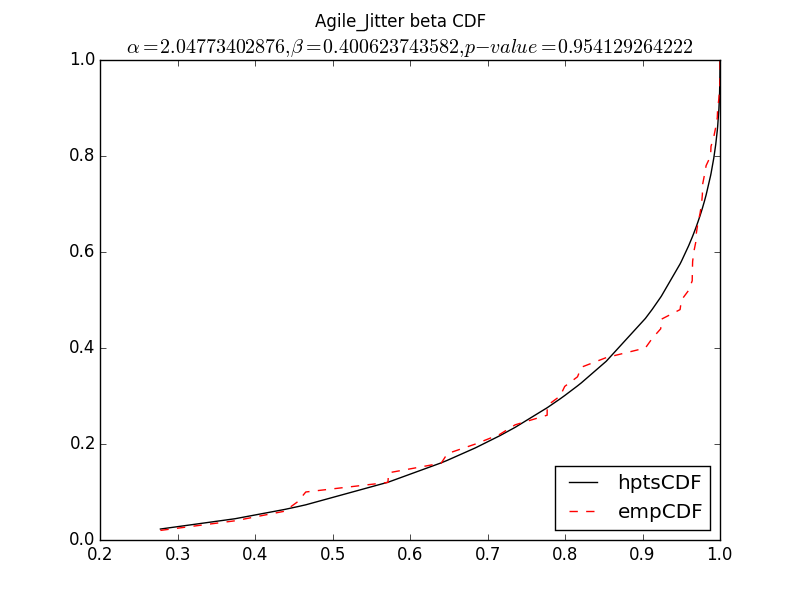 Agile_Jitter beta CDF
α=2.04773402876,β=0.400623743582,p−value=0.954129264222
1.0
0.8
0.6
0.4
0.2
0.0
0.2 0.3 0.4 0.5 0.6 0.7 0.8 0.9 1.0
hptsCDF
empCDF